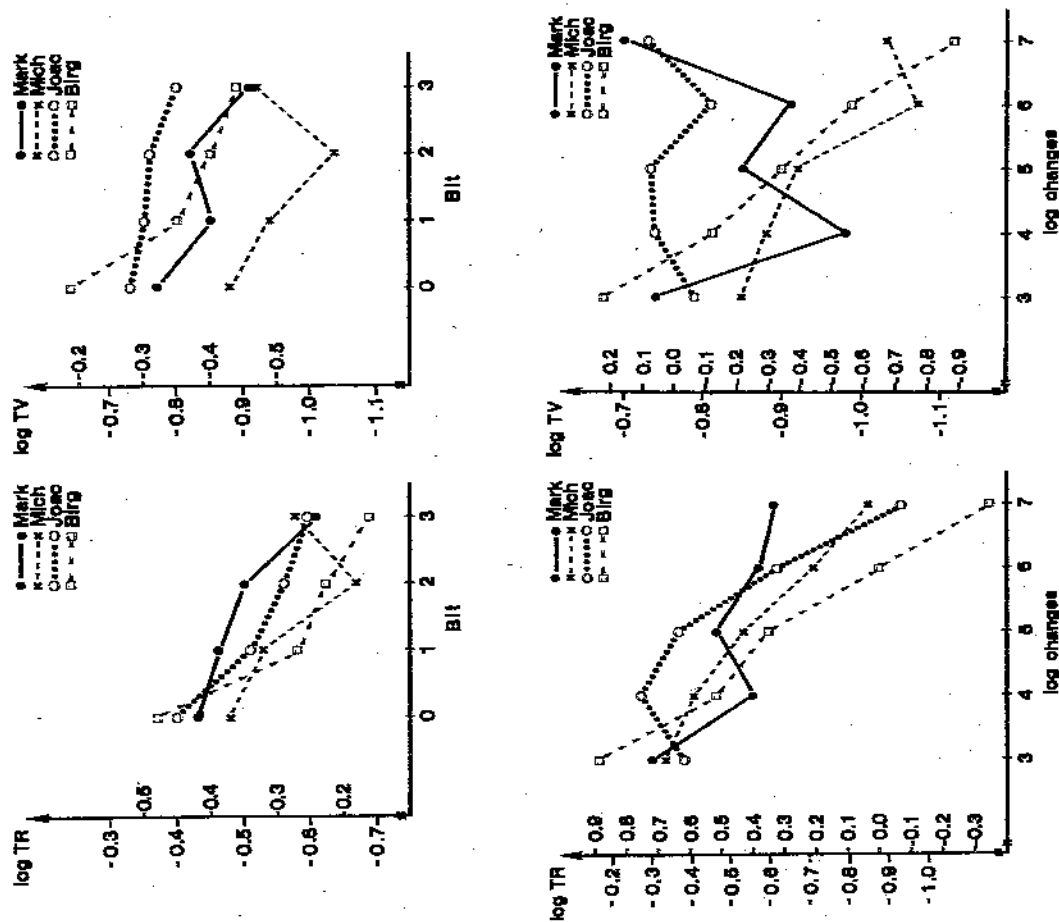 log TR
-0.3
-0.4
-0.5
-0.6
-0.7
0.5
0.4
0.3
0.2
Mark
Mich
Joac
Birg
0 1 2 3
Bit
log TV
-0.7
-0.8
-0.9
-1.0
-1.1
-0.2
-0.3
-0.4
-0.5
Mark
Mich
Joac
Birg
0 1 2 3
Bit
log TR
-0.2
-0.3
-0.4
-0.5
-0.6
-0.7
-0.8
-0.9
-1.0
0.9
0.8
0.7
0.6
0.5
0.4
0.3
0.2
0.1
0.0
-0.1
-0.2
-0.3
Mark
Mich
Joac
Birg
3 4 5 6 7
log changes
log TV
-0.7
-0.8
-0.9
-1.0
-1.1
0.2
0.1
0.0
-0.1
-0.2
-0.3
-0.4
-0.5
-0.6
-0.7
-0.8
-0.9
Mark
Mich
Joac
Birg
3 4 5 6 7
log changes